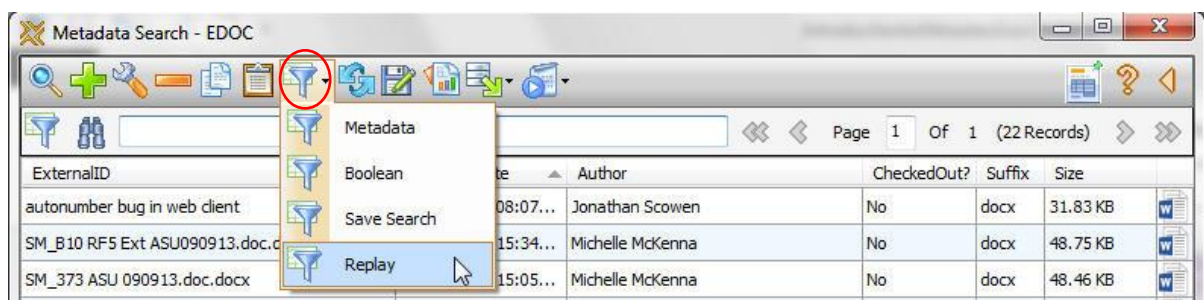 Metadata Search - EDOC
Metadata
Page 1 Of 1 (22 Records)
Boolean
ExternalID te Author CheckedOut? Suffix Size
autonumber bug in web client 08:07... Jonathan Scowen No docx 31.83 KB
Save Search
SM_B10 RF5 Ext ASU090913.doc.d 15:34... Michelle McKenna No docx 48.75 KB
Replay
SM_373 ASU 090913.doc.docx 15:05... Michelle McKenna No docx 48.46 KB